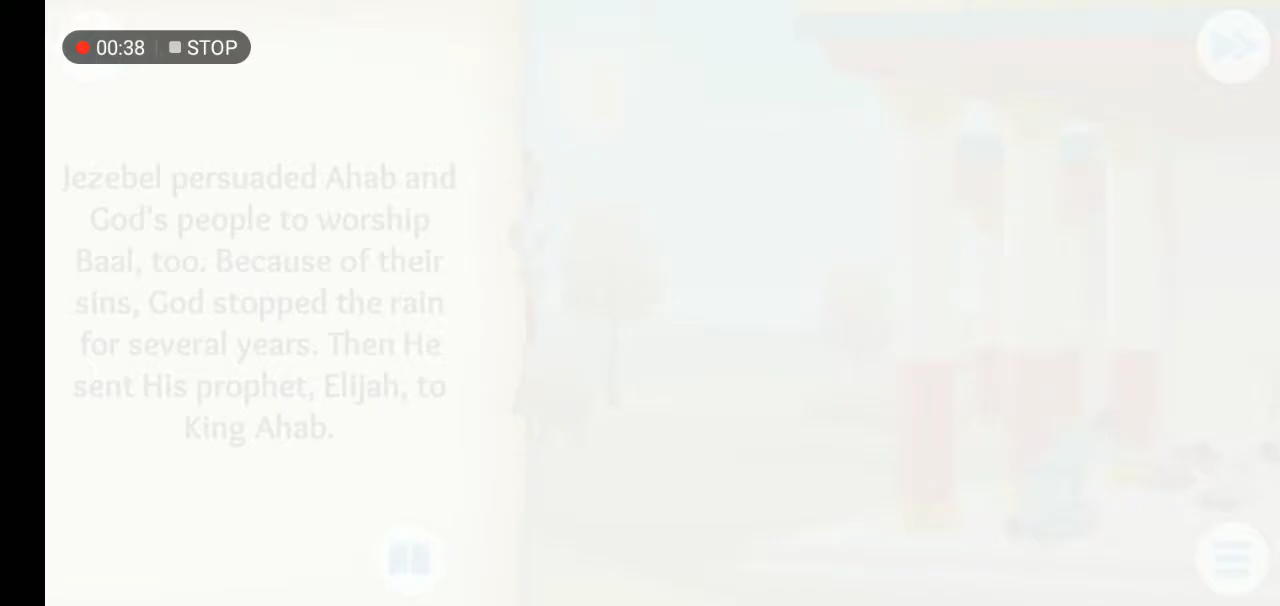 00:38 STOP
Jezebel persuaded Ahab and
God's people to worship
Baal, too. Because of their
sins, God stopped the rain
for several years. Then He
sent His prophet, Elijah, to
King Ahab.